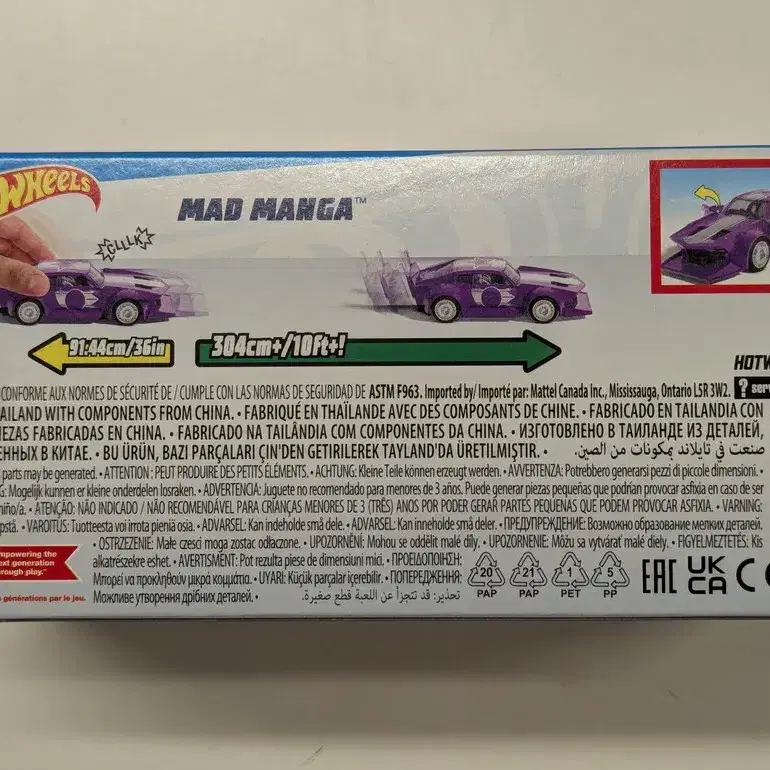 WHEELS
MAD MANGA™
CLLLK
91.44cm/36in
304cm+/10ft+!
HOTW
CONFORME AUX NORMES DE SÉCURITÉ DE / CUMPLE CON LAS NORMAS DE SEGURIDAD DE ASTM F963. Imported by/ Importé par: Mattel Canada Inc., Mississauga, Ontario L5R 3W2. ? serv
AILAND WITH COMPONENTS FROM CHINA. • FABRIQUÉ EN THAÏLANDE AVEC DES COMPOSANTS DE CHINE. • FABRICADO EN TAILANDIA CON
IEZAS FABRICADAS EN CHINA. • FABRICADO NA TAILÂNDIA COM COMPONENTES DA CHINA. • ИЗГОТОВЛЕНО В ТАИЛАНДЕ ИЗ ДЕТАЛЕЙ,
ЕННЫХ В КИТАЕ. • BU ÜRÜN, BAZI PARÇALARI ÇIN'DEN GETIRILEREK TAYLAND'DA ÜRETILMIŞTIR. • صنعت في تايلاند بمكونات من الصين.
parts may be generated. • ATTENTION : PEUT PRODUIRE DES PETITS ÉLÉMENTS. • ACHTUNG: Kleine Teile können erzeugt werden. • AVVERTENZA: Potrebbero generarsi pezzi di piccole dimensioni. •
G: Mogelijk kunnen er kleine onderdelen losraken. • ADVERTENCIA: Juguete no recomendado para menores de 3 años. Puede generar piezas pequeñas que podrían provocar asfixia en caso de ser
niño/a. • ATENÇÃO: NÃO INDICADO / NÃO RECOMENDÁVEL PARA CRIANÇAS MENORES DE 3 (TRÊS) ANOS POR PODER GERAR PARTES PEQUENAS QUE PODEM PROVOCAR ASFIXIA. • VARNING:
pstå. • VAROITUS: Tuotteesta voi irrota pieniä osia. • ADVARSEL: Kan indeholde små dele. • ADVARSEL: Kan inneholde små deler. • ПРЕДУПРЕЖДЕНИЕ: Возможно образование мелких деталей.
• OSTRZEŻENIE: Małe części mogą zostać odłączone. • UPOZORNĚNÍ: Mohou se oddělit malé díly. • UPOZORNENIE: Môžu sa vytvárať malé diely. • FIGYELMEZTETÉS: Kis
alkatrészekre eshet. • AVERTISMENT: Pot rezulta piese de dimensiuni mici. • ΠΡΟΕΙΔΟΠΟΙΗΣΗ:
Μπορεί να προκληθούν μικρά κομμάτια. • UYARI: Küçük parçalar içerebilir. • ПОПЕРЕДЖЕННЯ:
Можливе утворення дрібних деталей. • تحذير: قد تتجزأ عن اللعبة قطع صغيرة.
mpowering the
ext generation
rough play."
s générations par le jeu.
20 PAP
21 PAP
1 PET
5 PP
EAC
UK CA
CE